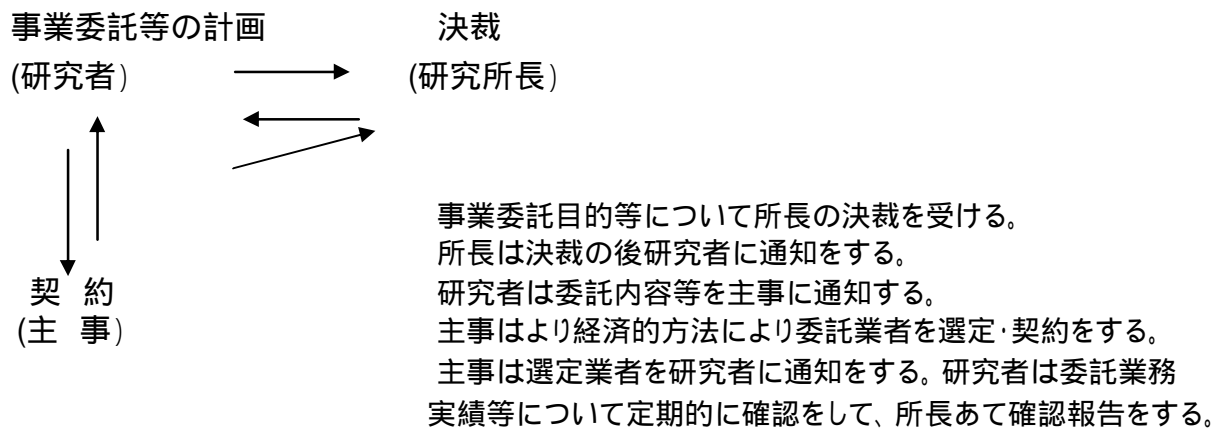 事業委託等の計画 決裁
(研究者) (研究所長)
事業委託目的等について所長の決裁を受ける。
所長は決裁の後研究者に通知をする。
契 約 研究者は委託内容等を主事に通知する。
(主 事) 主事はより経済的方法により委託業者を選定・契約をする。
主事は選定業者を研究者に通知をする。研究者は委託業務
実績等について定期的に確認をして、所長あて確認報告をする。